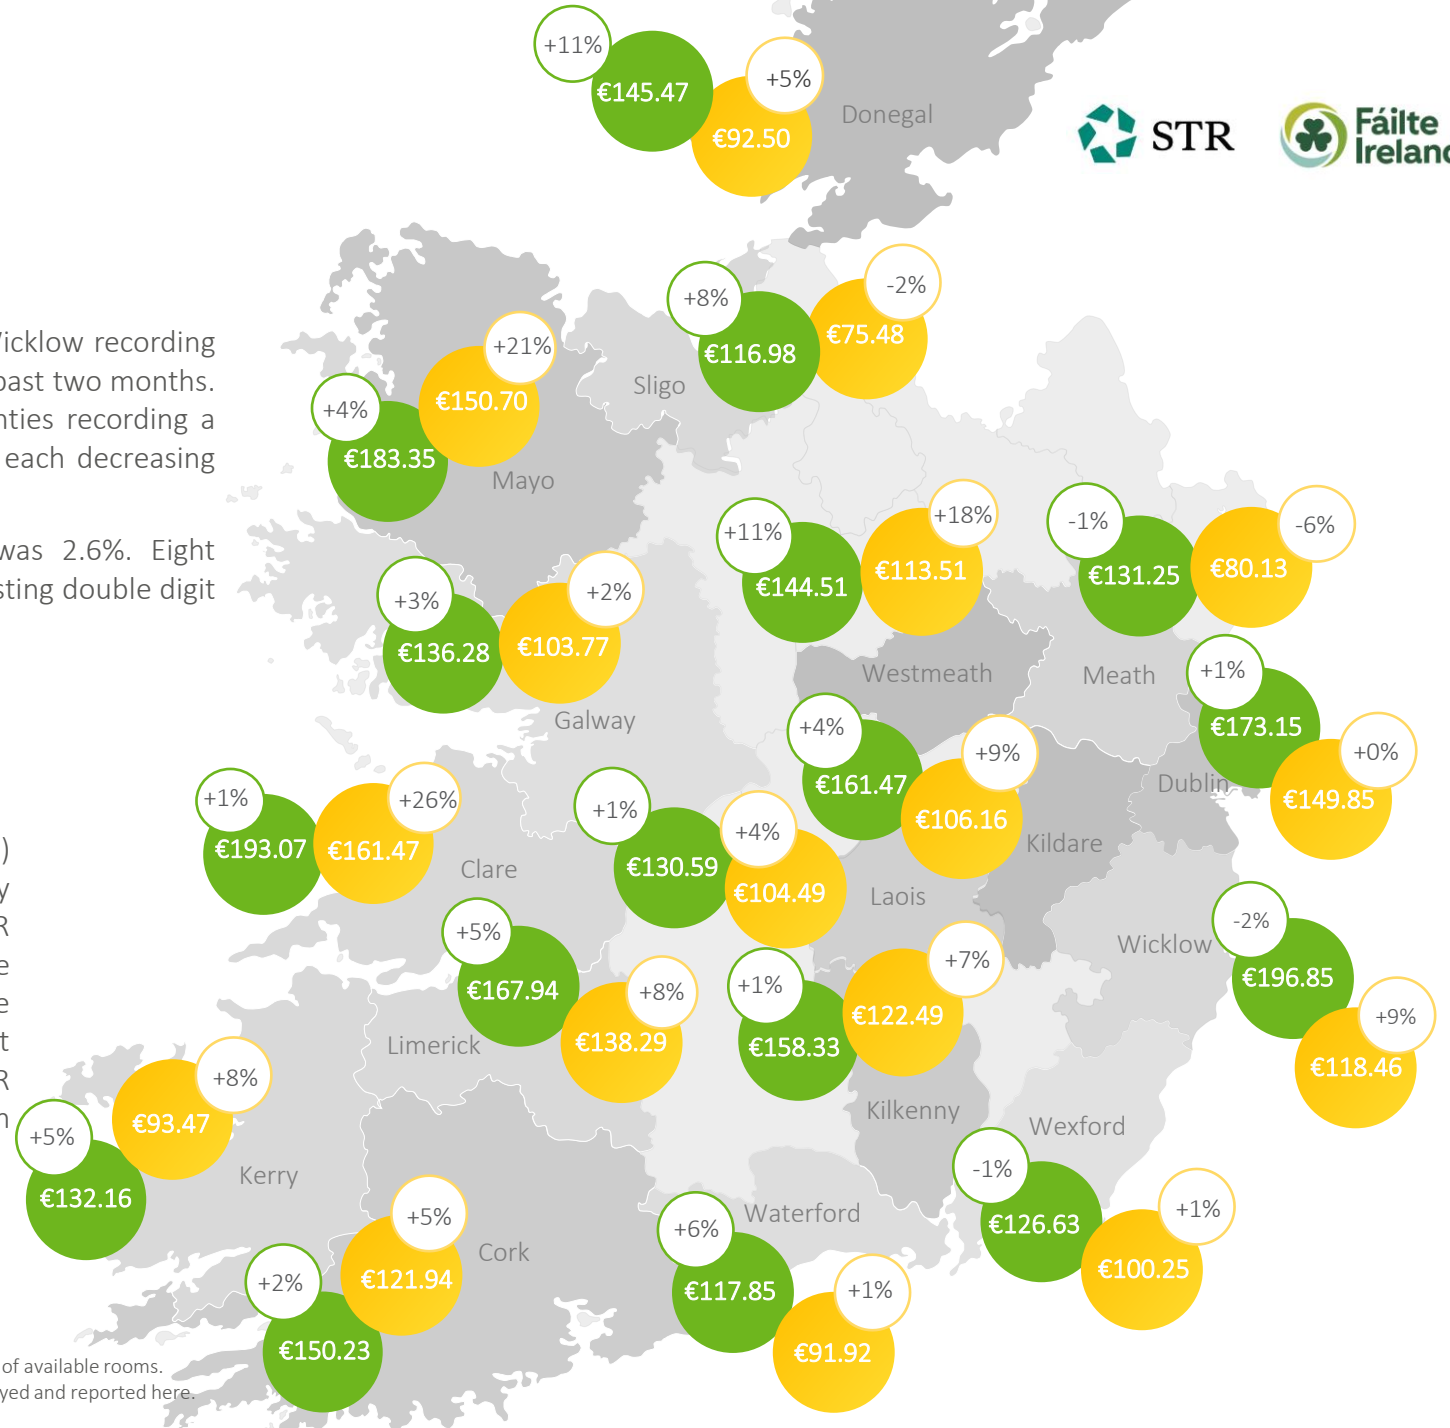 +11%
€145.47
+5%
€92.50
Donegal
STR
Fáilte
Ireland
+8%
€116.98
-2%
€75.48
Sligo
Wicklow recording
past two months.
recording a
each decreasing
was 2.6%. Eight
double digit
+21%
€150.70
+4%
€183.35
Mayo
+11%
€144.51
+18%
€113.51
Westmeath
-1%
€131.25
-6%
€80.13
Meath
+3%
€136.28
+2%
€103.77
Galway
+1%
€173.15
+0%
€149.85
Dublin
+4%
€161.47
+9%
€106.16
Kildare
+1%
€193.07
+26%
€161.47
Clare
+1%
€130.59
+4%
€104.49
Laois
)
y
R
e
e
t
R
n
-2%
€196.85
+9%
€118.46
Wicklow
+5%
€167.94
+8%
€138.29
Limerick
+1%
€158.33
+7%
€122.49
Kilkenny
+8%
€93.47
+5%
€132.16
Kerry
-1%
€126.63
+1%
€100.25
Wexford
+5%
€121.94
+2%
€150.23
Cork
+6%
€117.85
+1%
€91.92
Waterford
of available rooms.
yed and reported here.